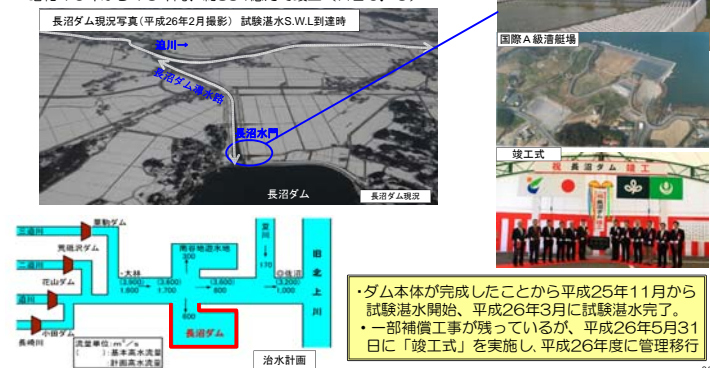 長沼ダム現況写真(平成26年2月撮影) 試験湛水S.W.L到達時
迫川→
長沼ダム導水路
長沼水門
長沼ダム
長沼ダム現況
国際A級漕艇場
竣工式
祝 長沼ダム 竣工
栗駒ダム
三迫川
荒砥沢ダム
二迫川
花山ダム
迫川
小田ダム
長崎川
・大林
(3,900)
1,600
(3,800)
1,700
南谷地遊水地
300
(3,600)
800
夏川
170
◎佐沼
(3,200)
1,000
旧北上川
600
長沼ダム
流量単位:m³/s
( ):基本高水流量
:計画高水流量
治水計画
・ダム本体が完成したことから平成25年11月から
試験湛水開始、平成26年3月に試験湛水完了。
・一部補償工事が残っているが、平成26年5月31
日に「竣工式」を実施し、平成26年度に管理移行